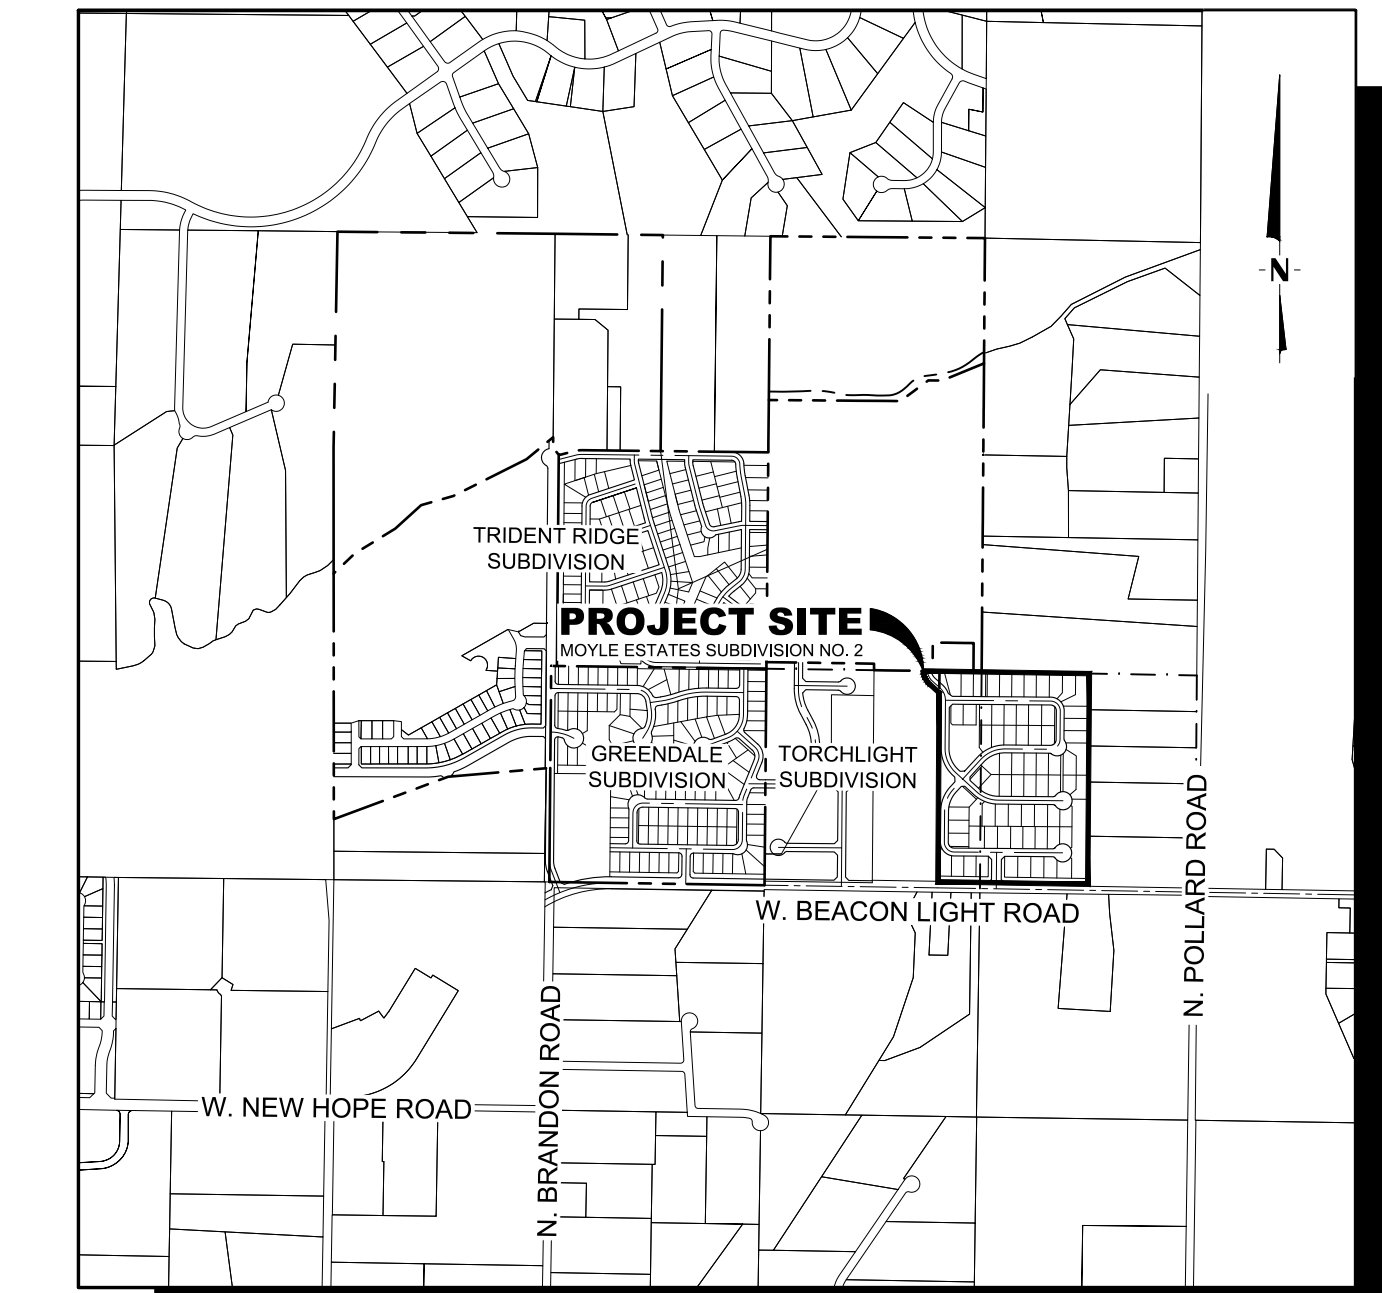 N
TRIDENT RIDGE
SUBDIVISION
PROJECT SITE
MOYLE ESTATES SUBDIVISION NO. 2
GREENDALE
SUBDIVISION
TORCHLIGHT
SUBDIVISION
N. POLLARD ROAD
W. BEACON LIGHT ROAD
N. BRANDON ROAD
W. NEW HOPE ROAD